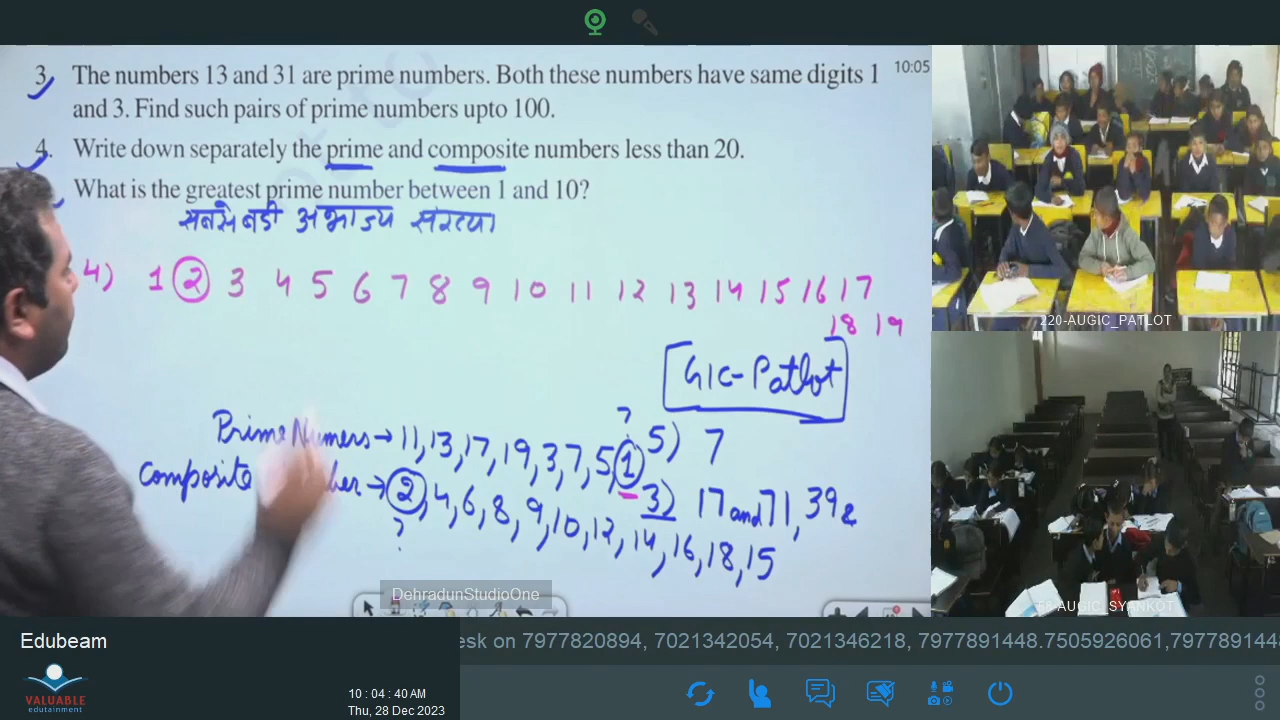 3. The numbers 13 and 31 are prime numbers. Both these numbers have same digits 1
and 3. Find such pairs of prime numbers upto 100.
10:05
4. Write down separately the prime and composite numbers less than 20.
What is the greatest prime number between 1 and 10?
सबसे बडी अभाज्य संख्या
4) 1 2 3 4 5 6 7 8 9 10 11 12 13 14 15 16 17
18 19
GIC-Patlot
Prime Numers → 11, 13, 17, 19, 3, 7, 5, 1
?
5) 7
Composite ber → 2, 4, 6, 8, 9, 10, 12, 14, 16, 18, 15
?
3) 17 and 71, 39 &
DehradunStudioOne
220-AUGIC_PATLOT
AUGIC_SYANKOT
Edubeam
esk on 7977820894, 7021342054, 7021346218, 7977891448.7505926061,797789144
VALUABLE
edutainment
10 : 04 : 40 AM
Thu, 28 Dec 2023